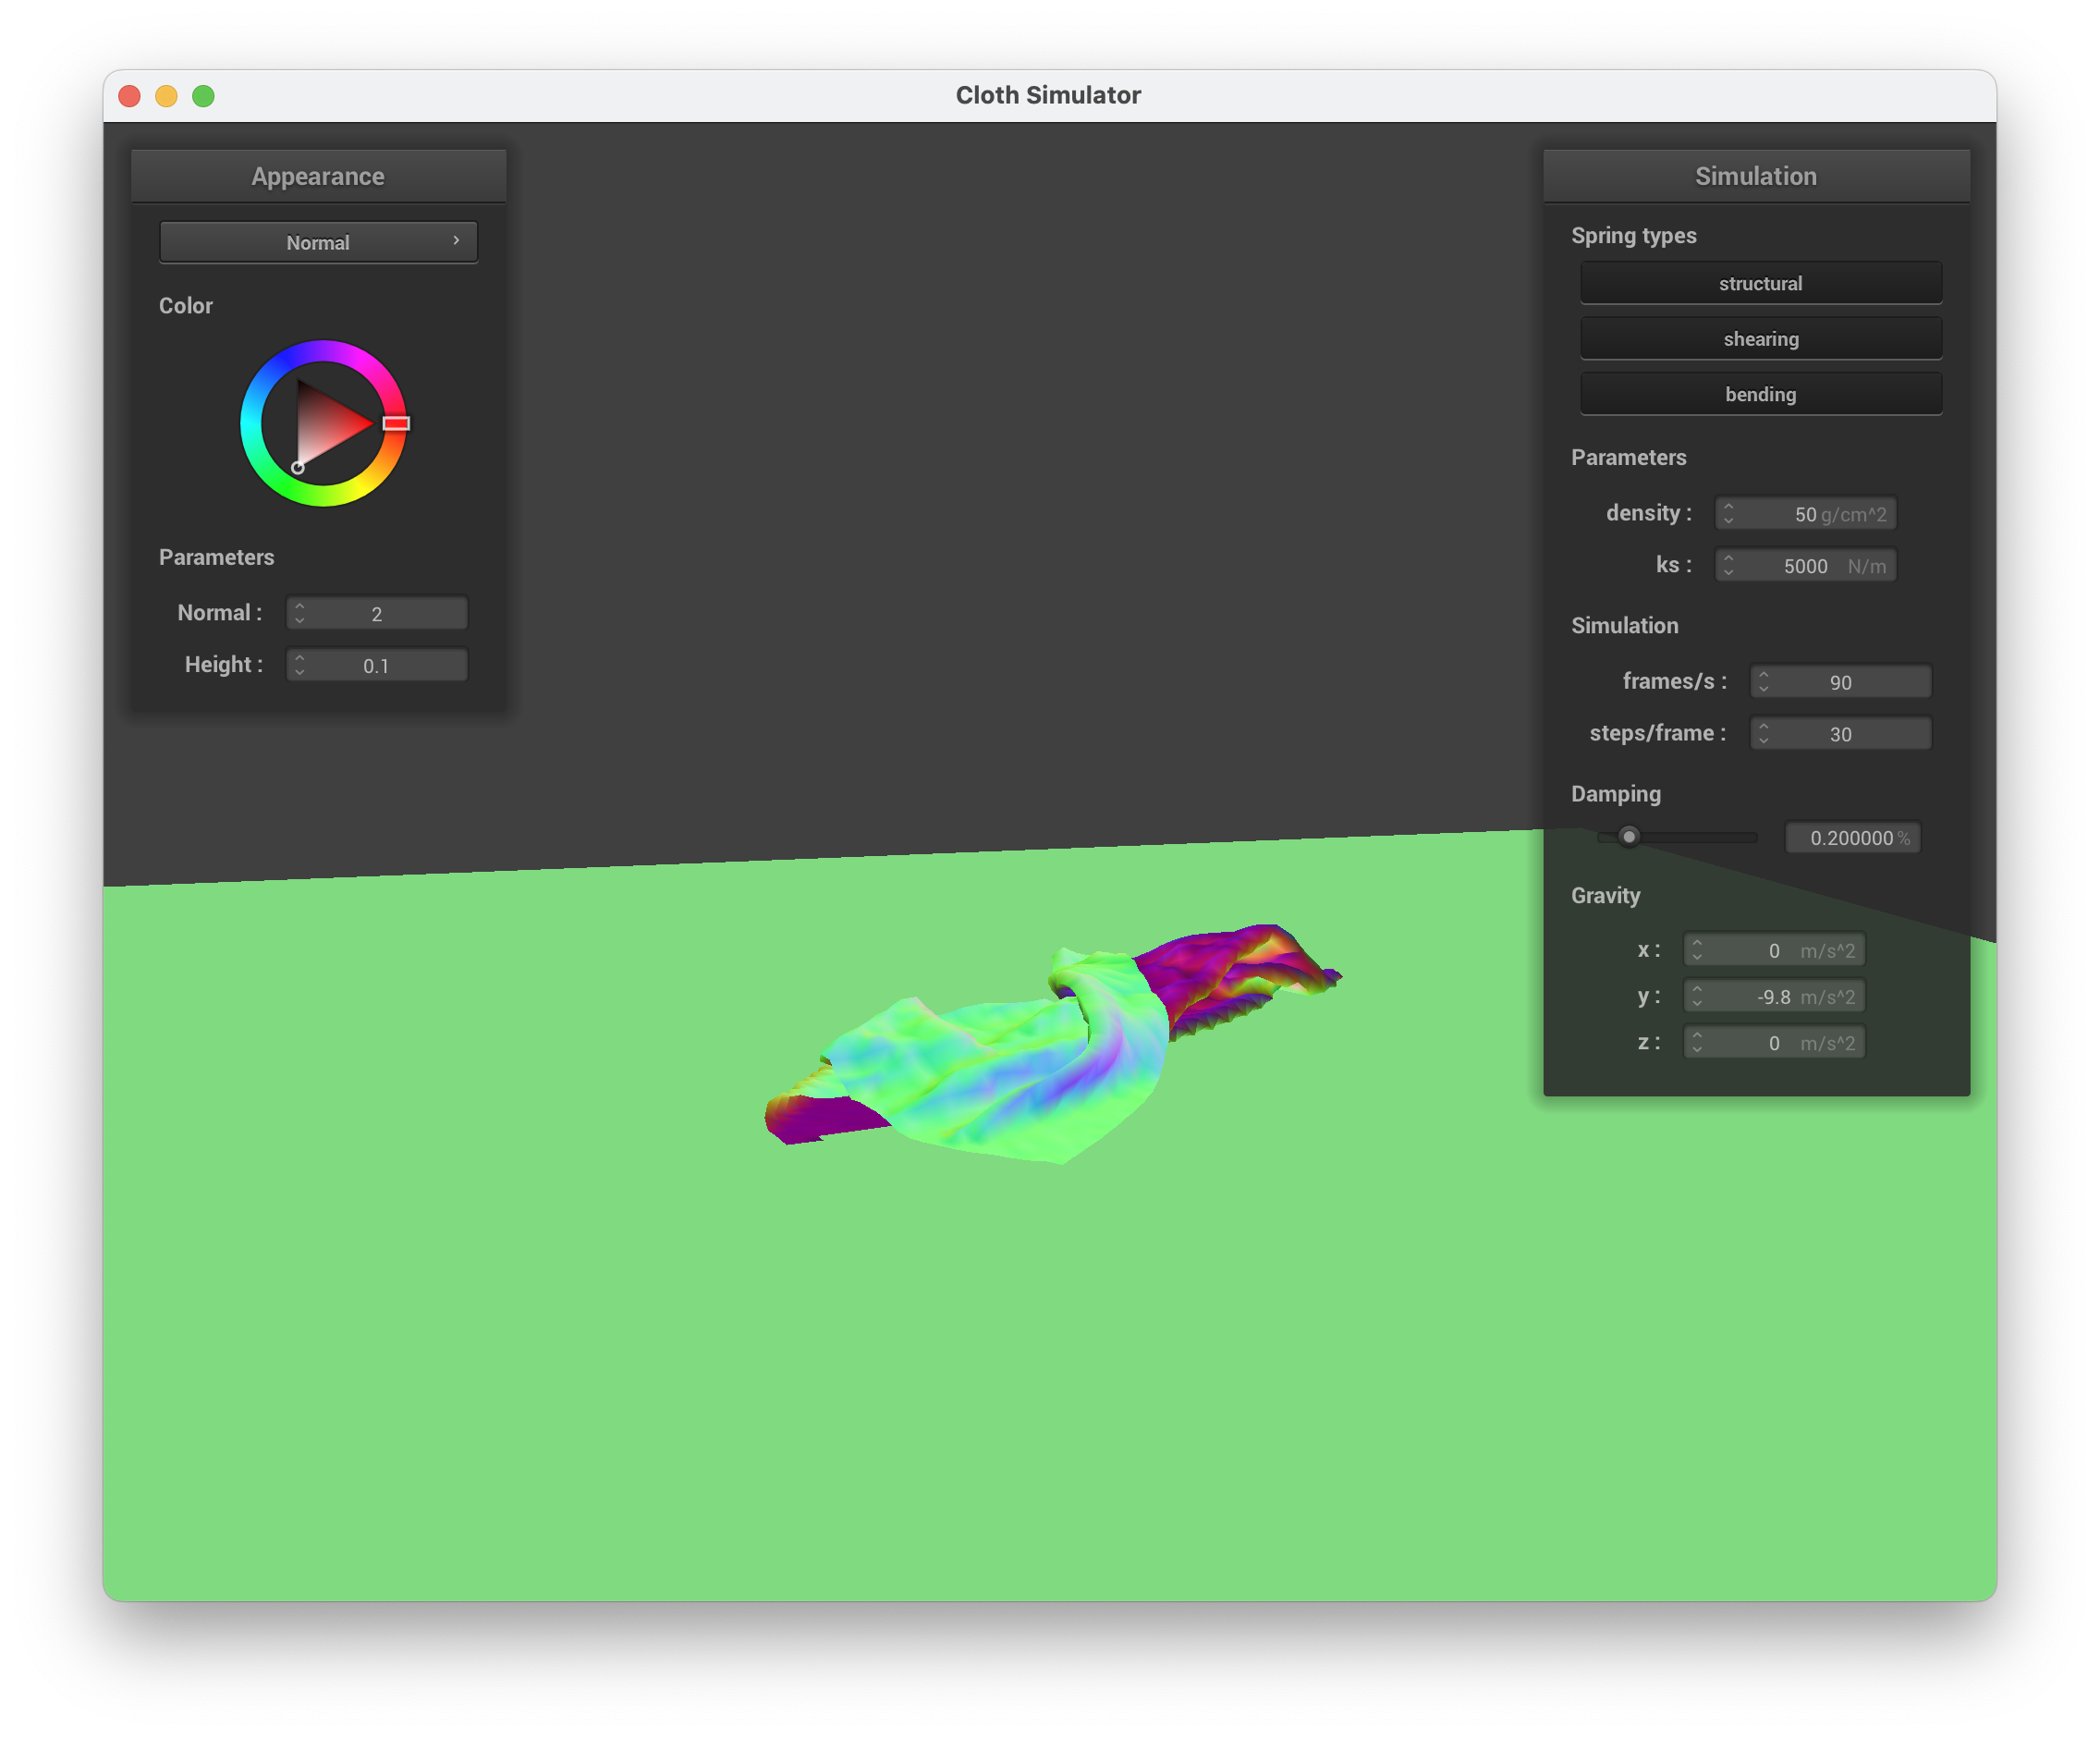 Cloth Simulator
Appearance
Normal
Color
Parameters
Normal : 2
Height : 0.1
Simulation
Spring types
structural
shearing
bending
Parameters
density : 50 g/cm^2
ks : 5000 N/m
Simulation
frames/s : 90
steps/frame : 30
Damping
0.200000 %
Gravity
x : 0 m/s^2
y : -9.8 m/s^2
z : 0 m/s^2